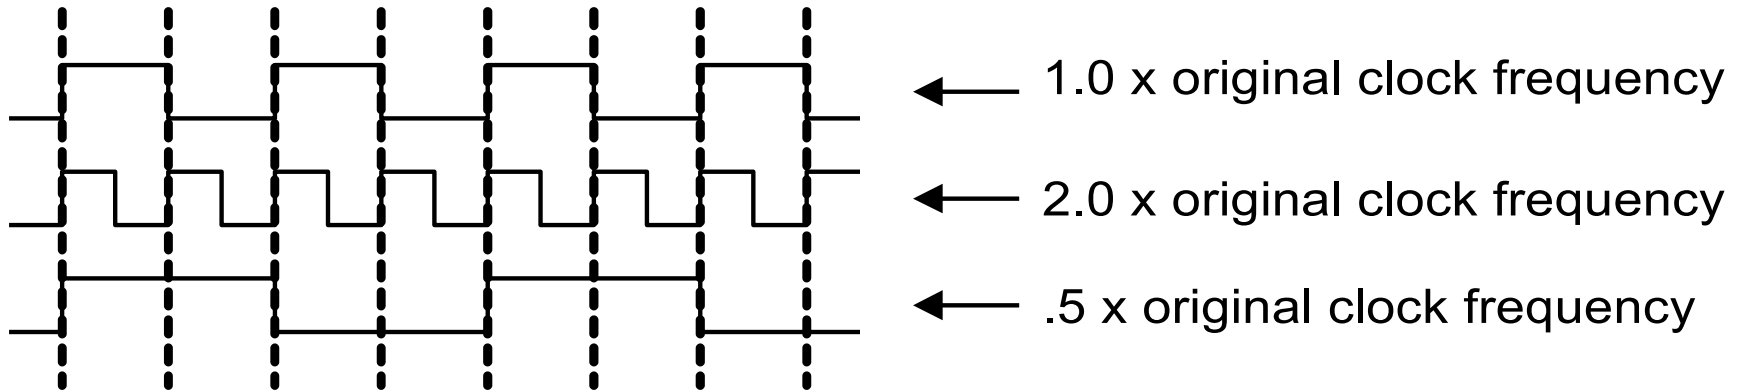 1.0 x original clock frequency
2.0 x original clock frequency
.5 x original clock frequency